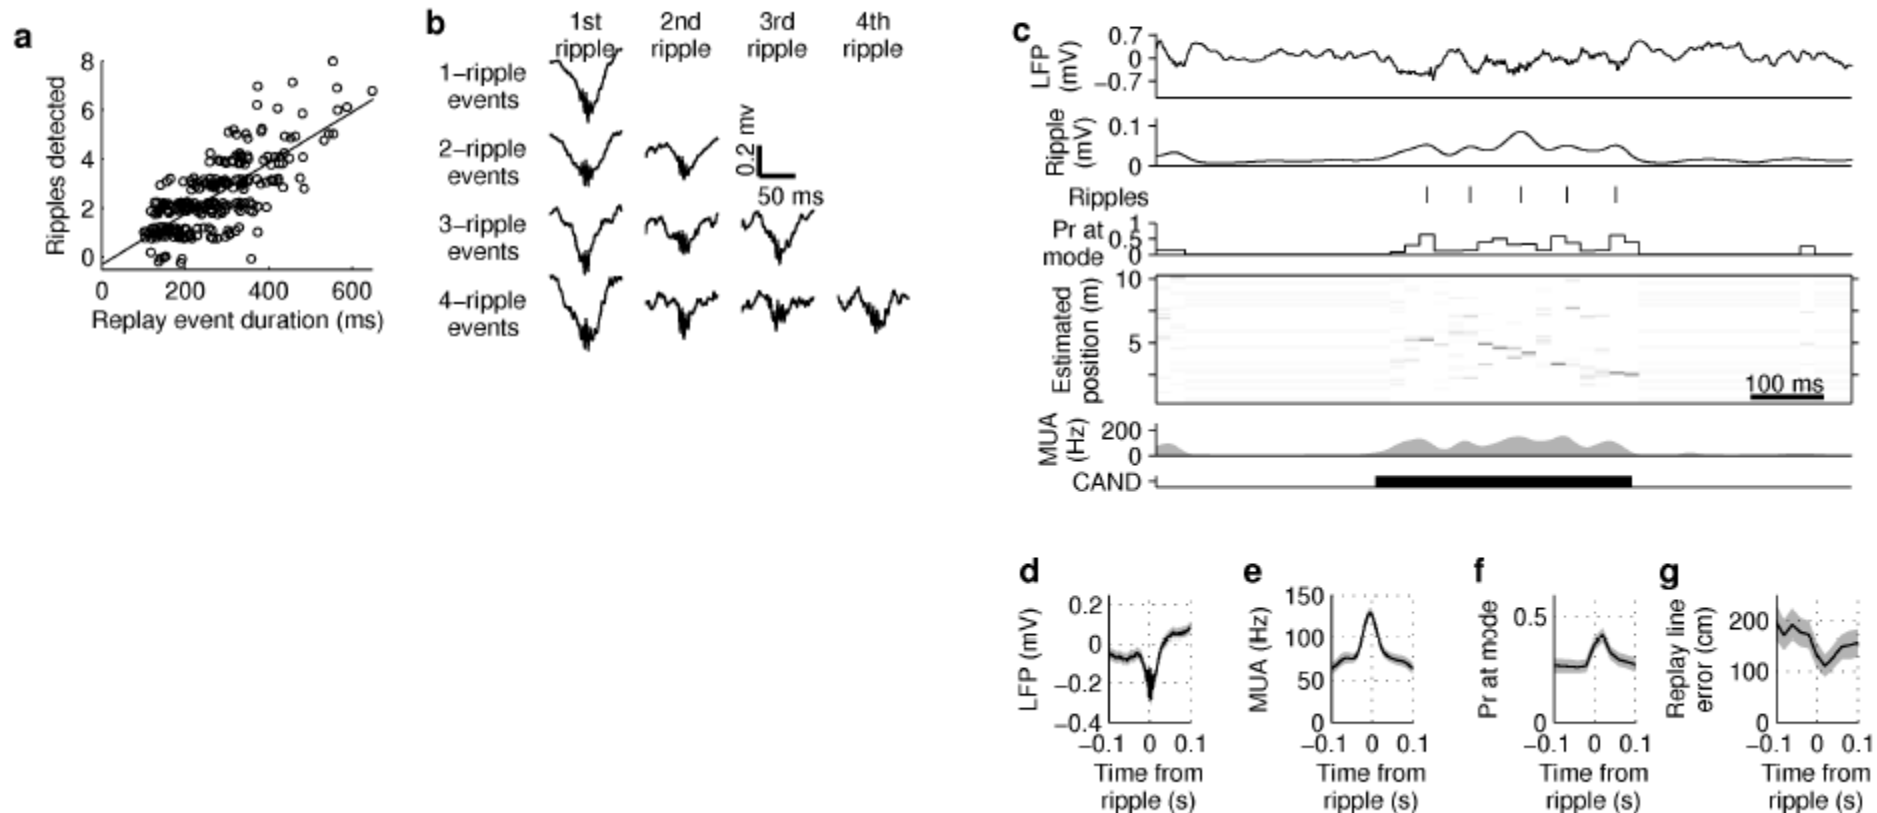 a
Ripples detected
8
6
4
2
0
0 200 400 600
Replay event duration (ms)
b
1st ripple
2nd ripple
3rd ripple
4th ripple
1−ripple events
2−ripple events
3−ripple events
4−ripple events
0.2 mv
50 ms
c
LFP (mV)
0.7
0
−0.7
Ripple (mV)
0.1
0
Ripples
Pr at mode
1
0.5
0
Estimated position (m)
10
5
100 ms
MUA (Hz)
200
0
CAND
d
LFP (mV)
0.2
0
−0.2
−0.4
−0.1 0 0.1
Time from ripple (s)
e
MUA (Hz)
150
100
50
0
−0.1 0 0.1
Time from ripple (s)
f
Pr at mode
0.5
0
−0.1 0 0.1
Time from ripple (s)
g
Replay line error (cm)
200
100
0
−0.1 0 0.1
Time from ripple (s)